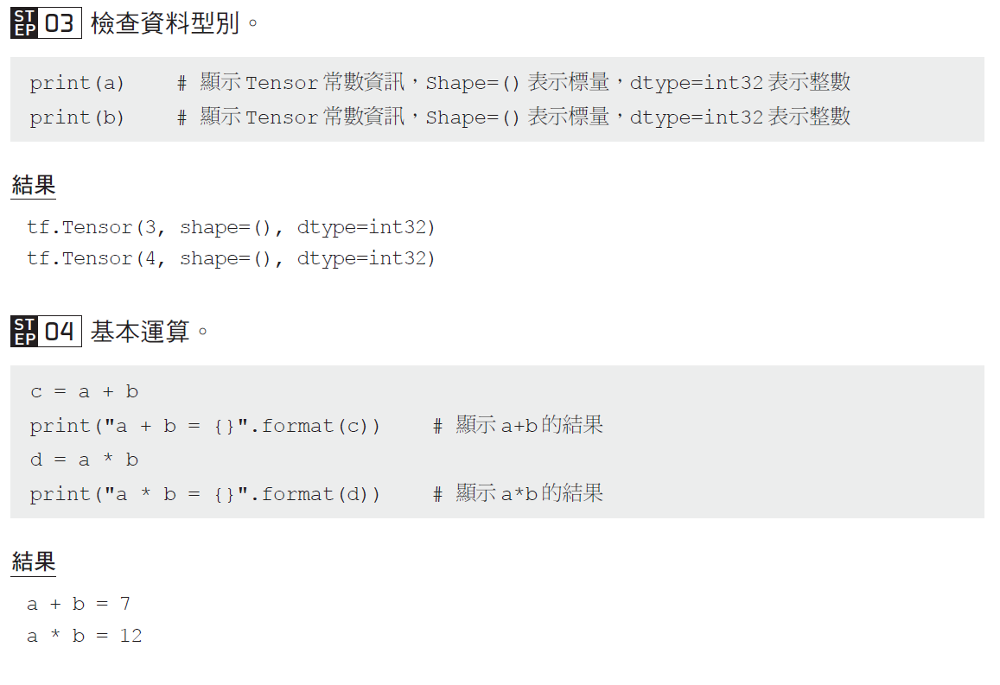 STEP 03 檢查資料型別。
print(a)    # 顯示 Tensor 常數資訊，Shape=() 表示標量，dtype=int32 表示整數
print(b)    # 顯示 Tensor 常數資訊，Shape=() 表示標量，dtype=int32 表示整數
結果
tf.Tensor(3, shape=(), dtype=int32)
tf.Tensor(4, shape=(), dtype=int32)
STEP 04 基本運算。
c = a + b
print("a + b = {}".format(c))    # 顯示 a+b 的結果
d = a * b
print("a * b = {}".format(d))    # 顯示 a*b 的結果
結果
a + b = 7
a * b = 12